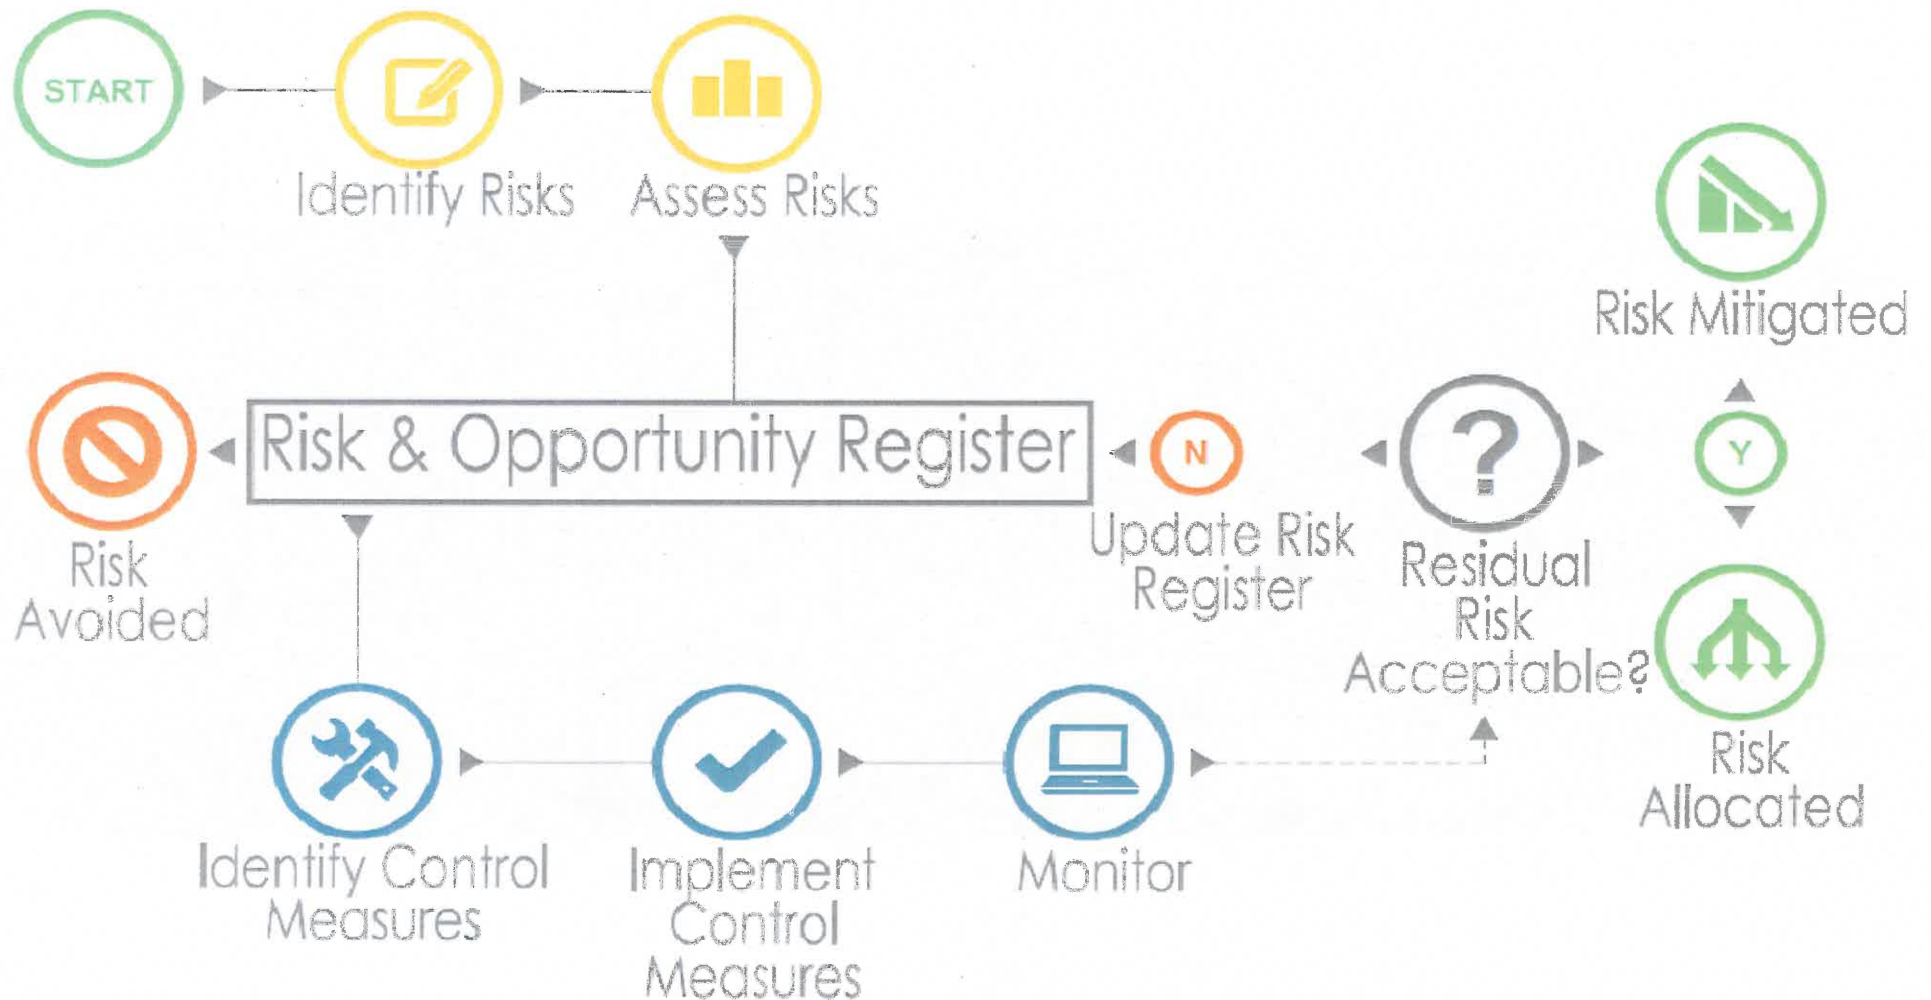 START
Identify Risks
Assess Risks
Risk Mitigated
Risk & Opportunity Register
N
?
Y
Update Risk
Register
Residual
Risk
Acceptable?
Risk
Avoided
Risk
Allocated
Identify Control
Measures
Implement
Control
Measures
Monitor